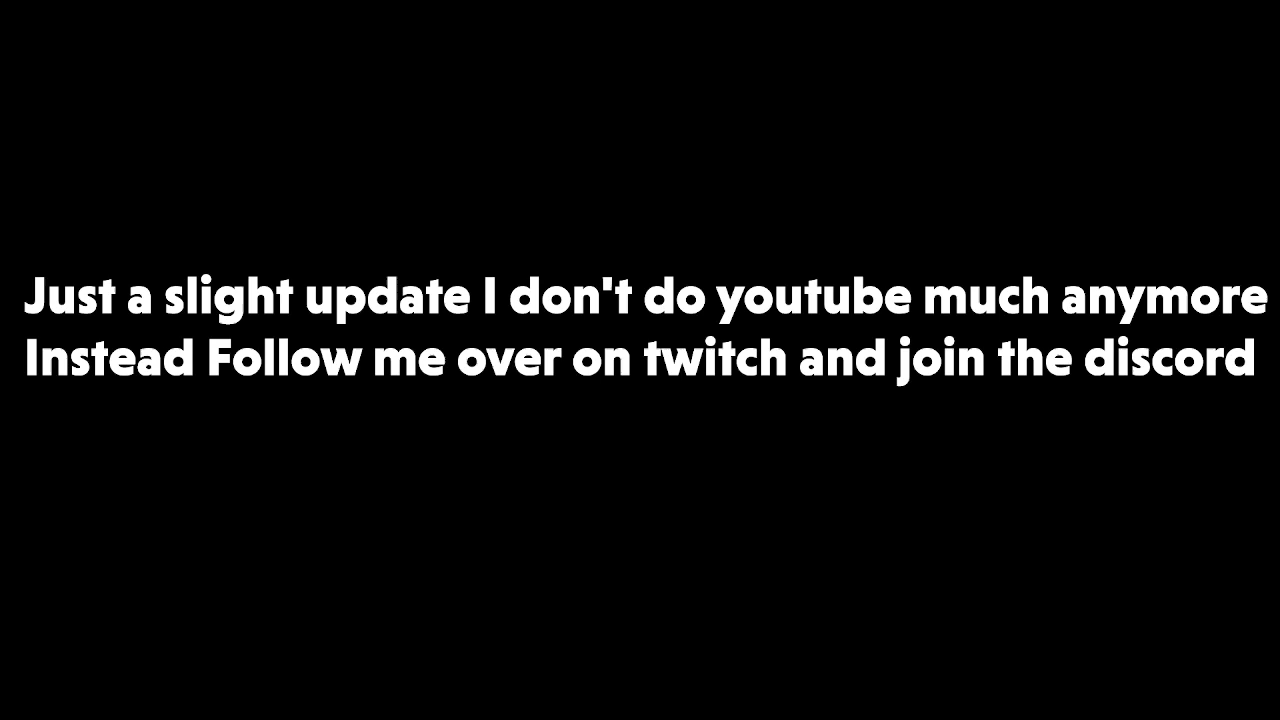 Just a slight update I don't do youtube much anymore
Instead Follow me over on twitch and join the discord